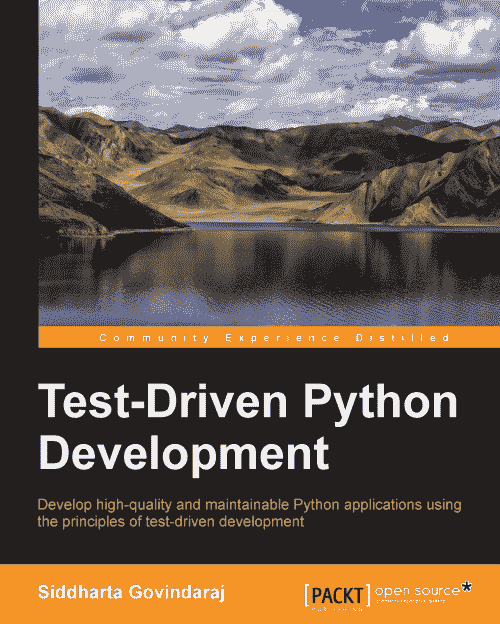 Community Experience Distilled
Test-Driven Python
Development
Develop high-quality and maintainable Python applications using
the principles of test-driven development
Siddharta Govindaraj
[PACKT] open source*
PUBLISHING